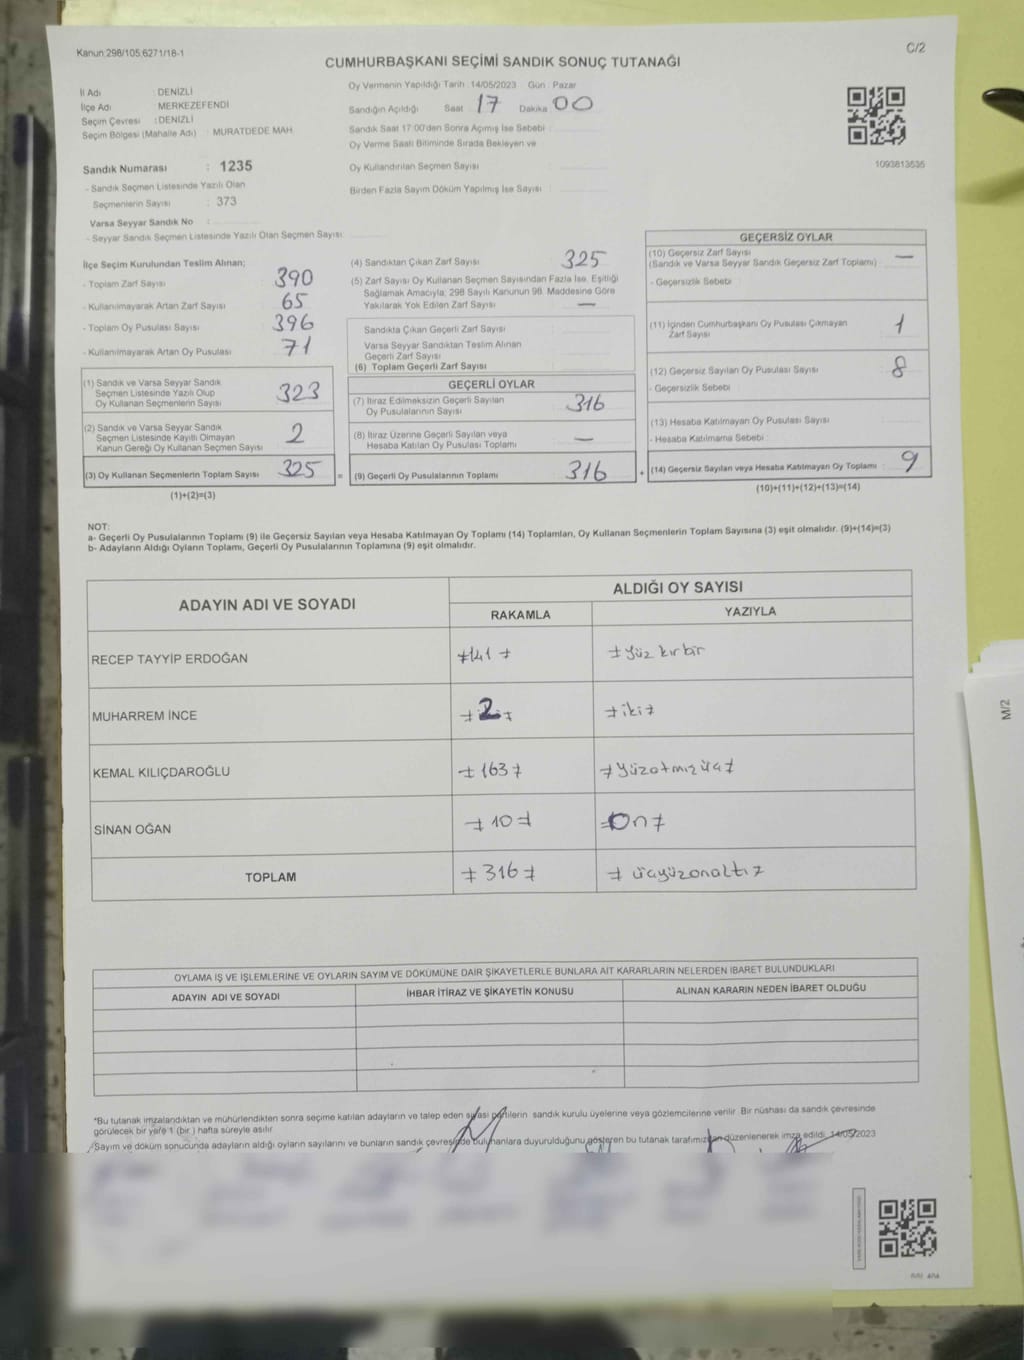 Kanun:298/105,6271/18-1
C/2
CUMHURBAŞKANI SEÇİMİ SANDIK SONUÇ TUTANAĞI
İl Adı : DENİZLİ
İlçe Adı : MERKEZEFENDİ
Seçim Çevresi : DENİZLİ
Seçim Bölgesi (Mahalle Adı) : MURATDEDE MAH.
Sandık Numarası : 1235
- Sandık Seçmen Listesinde Yazılı Olan
Seçmenlerin Sayısı : 373
Varsa Seyyar Sandık No :
- Seyyar Sandık Seçmen Listesinde Yazılı Olan Seçmen Sayısı:
Oy Vermenin Yapıldığı Tarih :14/05/2023 Gün : Pazar
Sandığın Açıldığı Saat 17 Dakika 00
Sandık Saat 17:00'den Sonra Açılmış İse Sebebi :
Oy Verme Saati Bitiminde Sırada Bekleyen ve
Oy Kullandırılan Seçmen Sayısı
Birden Fazla Sayım Döküm Yapılmış İse Sayısı :
1093813535
İlçe Seçim Kurulundan Teslim Alınan;
- Toplam Zarf Sayısı : 390
- Kullanılmayarak Artan Zarf Sayısı : 65
- Toplam Oy Pusulası Sayısı : 396
- Kullanılmayarak Artan Oy Pusulası : 71
(1) Sandık ve Varsa Seyyar Sandık
Seçmen Listesinde Yazılı Olup
Oy Kullanan Seçmenlerin Sayısı : 323
(2) Sandık ve Varsa Seyyar Sandık
Seçmen Listesinde Kayıtlı Olmayan
Kanun Gereği Oy Kullanan Seçmen Sayısı : 2
(3) Oy Kullanan Seçmenlerin Toplam Sayısı : 325 =
(1)+(2)=(3)
(4) Sandıktan Çıkan Zarf Sayısı : 325
(5) Zarf Sayısı Oy Kullanan Seçmen Sayısından Fazla İse, Eşitliği
Sağlamak Amacıyla, 298 Sayılı Kanunun 98. Maddesine Göre
Yakılarak Yok Edilen Zarf Sayısı : —
Sandıkta Çıkan Geçerli Zarf Sayısı :
Varsa Seyyar Sandıktan Teslim Alınan
Geçerli Zarf Sayısı
(6) Toplam Geçerli Zarf Sayısı :
GEÇERLİ OYLAR
(7) İtiraz Edilmeksizin Geçerli Sayılan
Oy Pusulalarının Sayısı : 316
(8) İtiraz Üzerine Geçerli Sayılan veya
Hesaba Katılan Oy Pusulası Toplamı : —
(9) Geçerli Oy Pusulalarının Toplamı : 316 +
GEÇERSİZ OYLAR
(10) Geçersiz Zarf Sayısı
(Sandık ve Varsa Seyyar Sandık Geçersiz Zarf Toplamı) : —
- Geçersizlik Sebebi :
(11) İçinden Cumhurbaşkanı Oy Pusulası Çıkmayan
Zarf Sayısı : 1
(12) Geçersiz Sayılan Oy Pusulası Sayısı : 8
- Geçersizlik Sebebi :
(13) Hesaba Katılmayan Oy Pusulası Sayısı :
- Hesaba Katılmama Sebebi :
(14) Geçersiz Sayılan veya Hesaba Katılmayan Oy Toplamı : 9
(10)+(11)+(12)+(13)=(14)
NOT:
a- Geçerli Oy Pusulalarının Toplamı (9) ile Geçersiz Sayılan veya Hesaba Katılmayan Oy Toplamı (14) Toplamları, Oy Kullanan Seçmenlerin Toplam Sayısına (3) eşit olmalıdır. (9)+(14)=(3)
b- Adayların Aldığı Oyların Toplamı, Geçerli Oy Pusulalarının Toplamına (9) eşit olmalıdır.
ADAYIN ADI VE SOYADI
ALDIĞI OY SAYISI
RAKAMLA YAZIYLA
RECEP TAYYİP ERDOĞAN 141 yüz kırbir
MUHARREM İNCE 2 iki
KEMAL KILIÇDAROĞLU 163 yüzatmışüç
SİNAN OĞAN 10 On
TOPLAM 316 üçyüzonaltı
OYLAMA İŞ VE İŞLEMLERİNE VE OYLARIN SAYIM VE DÖKÜMÜNE DAİR ŞİKAYETLERLE BUNLARA AİT KARARLARIN NELERDEN İBARET BULUNDUKLARI
ADAYIN ADI VE SOYADI İHBAR İTİRAZ VE ŞİKAYETİN KONUSU ALINAN KARARIN NEDEN İBARET OLDUĞU
*Bu tutanak imzalandıktan ve mühürlendikten sonra seçime katılan adayların ve talep eden siyasi partilerin sandık kurulu üyelerine veya gözlemcilerine verilir. Bir nüshası da sandık çevresinde
görülecek bir yere 1 (bir ) hafta süreyle asılır.
Sayım ve döküm sonucunda adayların aldığı oyların sayılarını ve bunların sandık çevresinde bulunanlara duyurulduğunu gösteren bu tutanak tarafımızdan düzenlenerek imza edildi. 14/05/2023
M/2